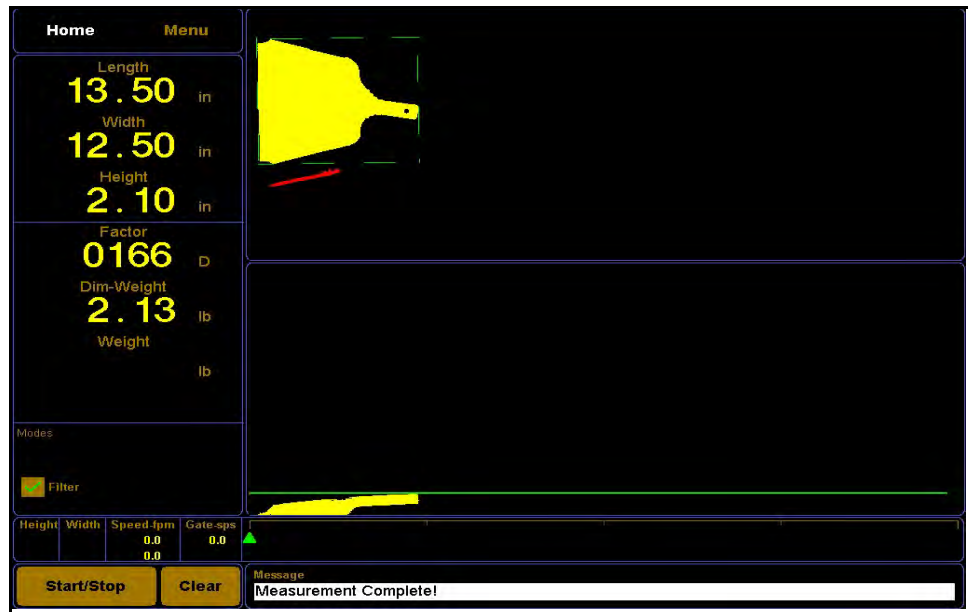 Home Menu
Length
13.50 in
Width
12.50 in
Height
2.10 in
Factor
0166 D
Dim-Weight
2.13 lb
Weight
lb
Modes
Filter
Height Width Speed-fpm Gate-sps
0.0 0.0
0.0
Start/Stop Clear
Message
Measurement Complete!